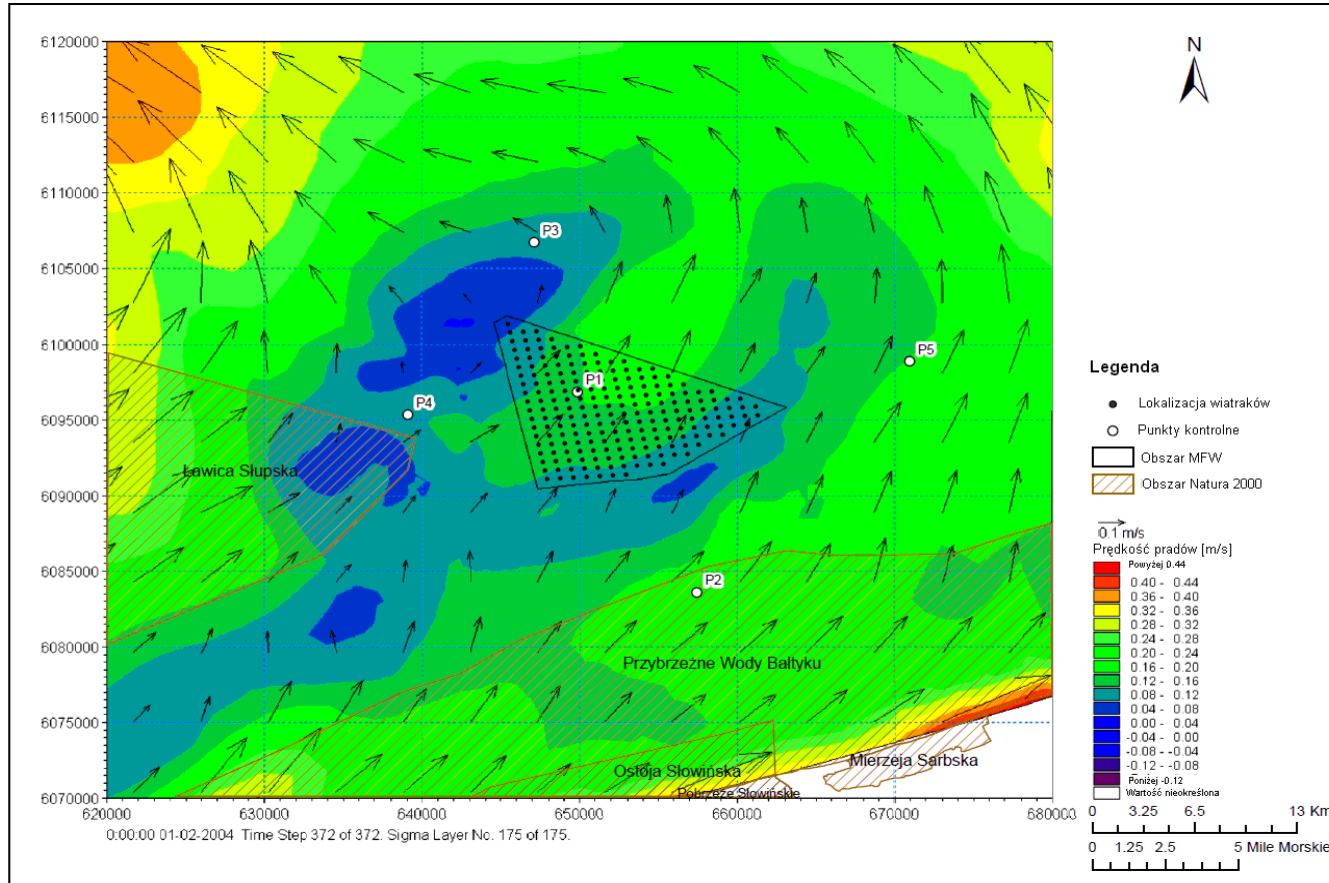 6120000
6115000
6110000
6105000
6100000
6095000
6090000
6085000
6080000
6075000
6070000
620000
630000
640000
650000
660000
670000
680000
P3
P1
P5
P4
P2
Ławica Słupska
Przybrzeżne Wody Bałtyku
Ostoja Słowińska
Mierzeja Sarbska
Pobrzeże Słowińskie
0:00:00 01-02-2004 Time Step 372 of 372. Sigma Layer No. 175 of 175.
N
Legenda
Lokalizacja wiatraków
Punkty kontrolne
Obszar MFW
Obszar Natura 2000
0.1 m/s
Prędkość pradów [m/s]
Powyżej 0.44
0.40 - 0.44
0.36 - 0.40
0.32 - 0.36
0.28 - 0.32
0.24 - 0.28
0.20 - 0.24
0.16 - 0.20
0.12 - 0.16
0.08 - 0.12
0.04 - 0.08
0.00 - 0.04
-0.04 - 0.00
-0.08 - -0.04
-0.12 - -0.08
Poniżej -0.12
Wartość nieokreślona
0 3.25 6.5 13 Km
0 1.25 2.5 5 Mile Morskie